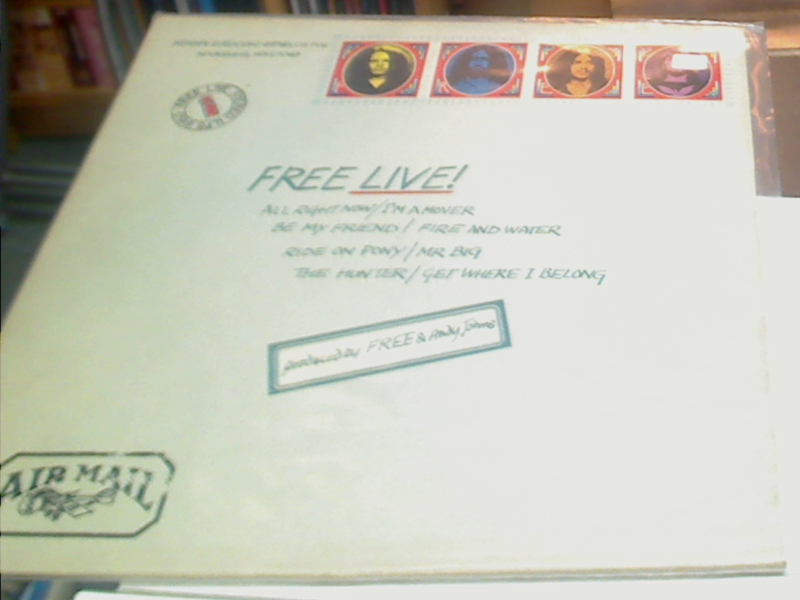 FREE LIVE!
ALL RIGHT NOW/I'M A MOVER
BE MY FRIEND/FIRE AND WATER
RIDE ON PONY/MR BIG
THE HUNTER/GET WHERE I BELONG
produced by FREE & Andy Johns
AIR MAIL